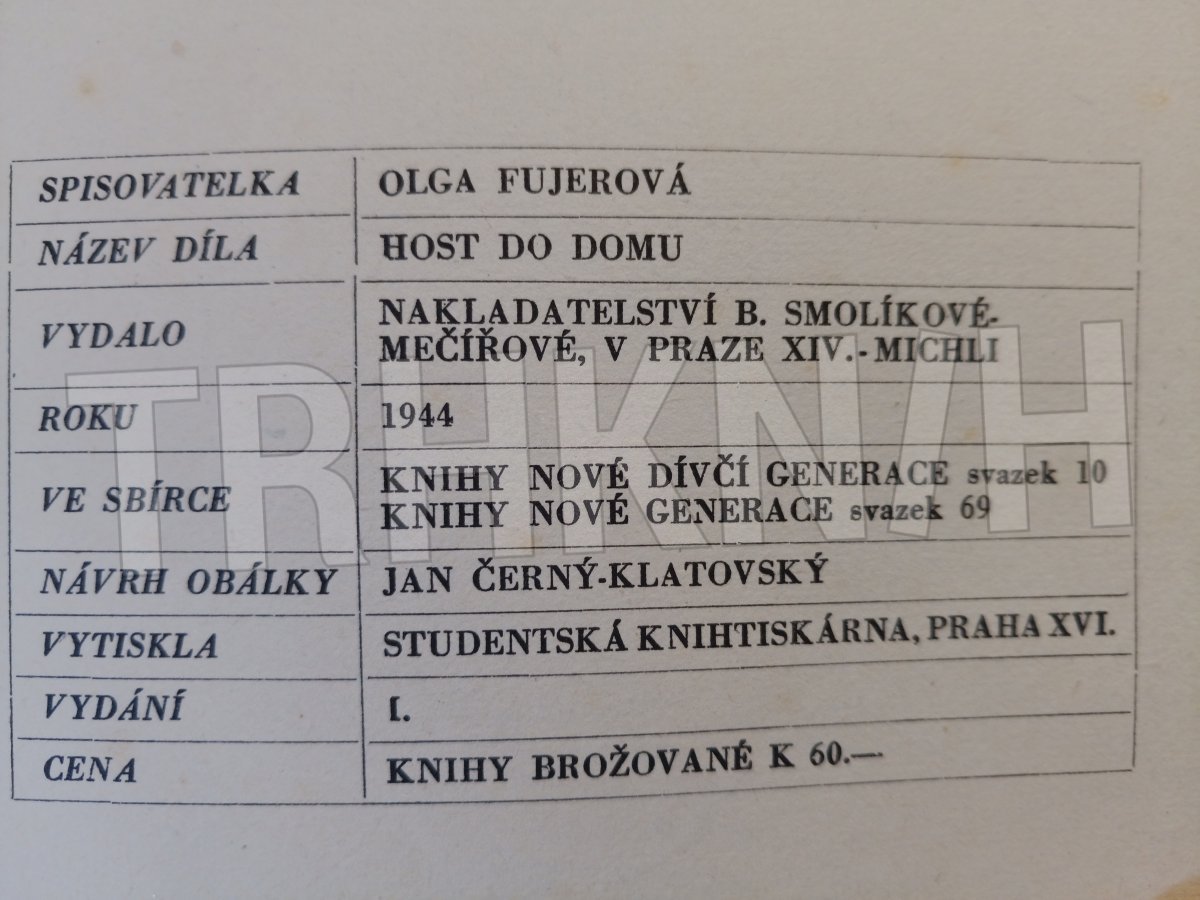 SPISOVATELKA OLGA FUJEROVÁ
NÁZEV DÍLA HOST DO DOMU
VYDALO NAKLADATELSTVÍ B. SMOLÍKOVÉ-
MEČÍŘOVÉ, V PRAZE XIV.-MICHLI
ROKU 1944
VE SBÍRCE KNIHY NOVÉ DÍVČÍ GENERACE svazek 10
KNIHY NOVÉ GENERACE svazek 69
NÁVRH OBÁLKY JAN ČERNÝ-KLATOVSKÝ
VYTISKLA STUDENTSKÁ KNIHTISKÁRNA, PRAHA XVI.
VYDÁNÍ I.
CENA KNIHY BROŽOVANÉ K 60.—
TRHKNIH